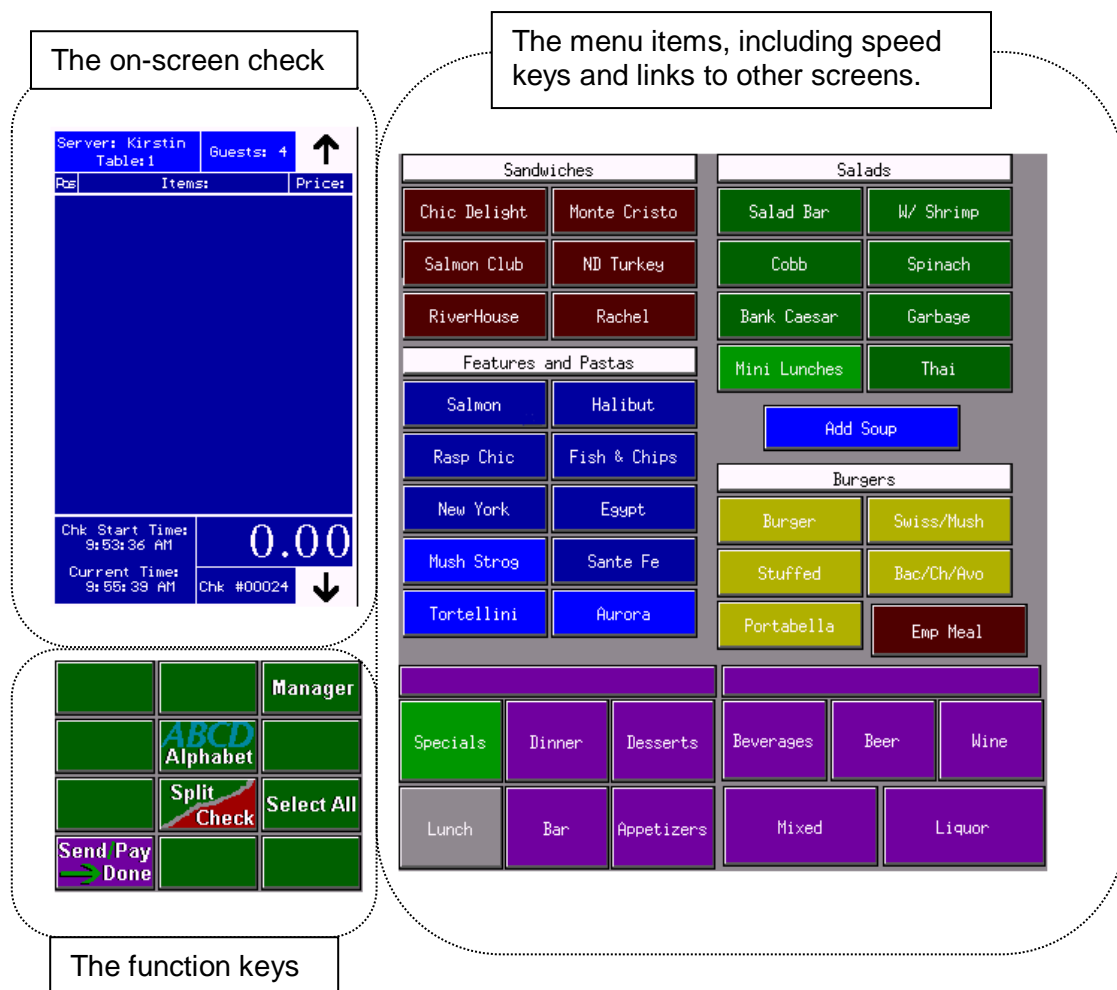 The on-screen check
The menu items, including speed
keys and links to other screens.
Server: Kirstin
Table:1
Guests: 4
Pos
Items:
Price:
Chk Start Time:
9:53:36 AM
0.00
Current Time:
9:55:39 AM
Chk #00024
Sandwiches
Chic Delight
Monte Cristo
Salmon Club
ND Turkey
RiverHouse
Rachel
Features and Pastas
Salmon
Halibut
Rasp Chic
Fish & Chips
New York
Egypt
Mush Strog
Sante Fe
Tortellini
Aurora
Salads
Salad Bar
W/ Shrimp
Cobb
Spinach
Bank Caesar
Garbage
Mini Lunches
Thai
Add Soup
Burgers
Burger
Swiss/Mush
Stuffed
Bac/Ch/Avo
Portabella
Emp Meal
Specials
Dinner
Desserts
Beverages
Beer
Wine
Lunch
Bar
Appetizers
Mixed
Liquor
Manager
ABCD
Alphabet
Split
Check
Select All
Send/Pay
Done
The function keys